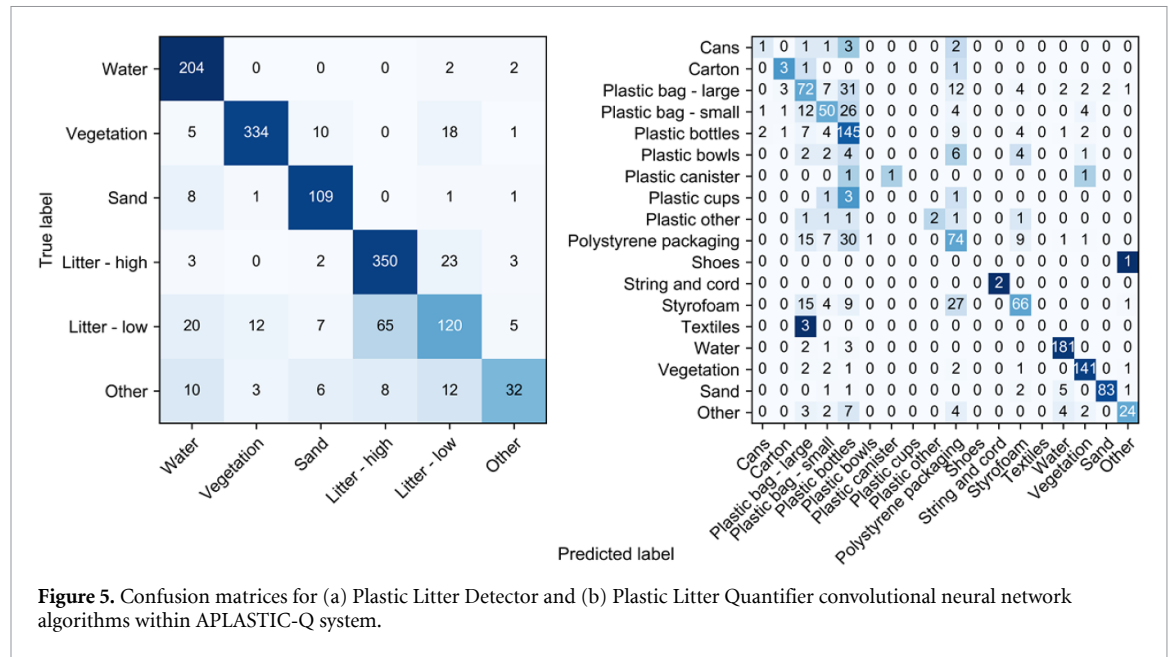 Water 204 0 0 0 2 2
Vegetation 5 334 10 0 18 1
Sand 8 1 109 0 1 1
Litter - high 3 0 2 350 23 3
Litter - low 20 12 7 65 120 5
Other 10 3 6 8 12 32
True label
Water Vegetation Sand Litter - high Litter - low Other
Cans 1 0 1 1 3 0 0 0 0 2 0 0 0 0 0 0 0 0
Carton 0 3 1 0 0 0 0 0 0 1 0 0 0 0 0 0 0 0
Plastic bag - large 0 3 72 7 31 0 0 0 0 12 0 0 4 0 2 2 2 1
Plastic bag - small 1 1 12 50 26 0 0 0 0 4 0 0 0 0 0 4 0 0
Plastic bottles 2 1 7 4 145 0 0 0 0 9 0 0 4 0 1 2 0 0
Plastic bowls 0 0 2 2 4 0 0 0 0 6 0 0 4 0 0 1 0 0
Plastic canister 0 0 0 0 1 0 1 0 0 0 0 0 0 0 0 1 0 0
Plastic cups 0 0 0 1 3 0 0 0 0 1 0 0 0 0 0 0 0 0
Plastic other 0 0 1 1 1 0 0 0 2 1 0 0 1 0 0 0 0 0
Polystyrene packaging 0 0 15 7 30 1 0 0 0 74 0 0 9 0 1 1 0 0
Shoes 0 0 0 0 0 0 0 0 0 0 0 0 0 0 0 0 0 1
String and cord 0 0 0 0 0 0 0 0 0 0 0 2 0 0 0 0 0 0
Styrofoam 0 0 15 4 9 0 0 0 0 27 0 0 66 0 0 0 0 1
Textiles 0 0 3 0 0 0 0 0 0 0 0 0 0 0 0 0 0 0
Water 0 0 2 1 3 0 0 0 0 0 0 0 0 0 181 0 0 0
Vegetation 0 0 2 2 1 0 0 0 0 2 0 0 1 0 0 141 0 1
Sand 0 0 0 1 1 0 0 0 0 0 0 0 2 0 5 0 83 1
Other 0 0 3 2 7 0 0 0 0 4 0 0 0 0 4 2 0 24
Cans Carton Plastic bag - large Plastic bag - small Plastic bottles Plastic bowls Plastic canister Plastic cups Plastic other Polystyrene packaging Shoes String and cord Styrofoam Textiles Water Vegetation Sand Other
Predicted label
Figure 5. Confusion matrices for (a) Plastic Litter Detector and (b) Plastic Litter Quantifier convolutional neural network
algorithms within APLASTIC-Q system.